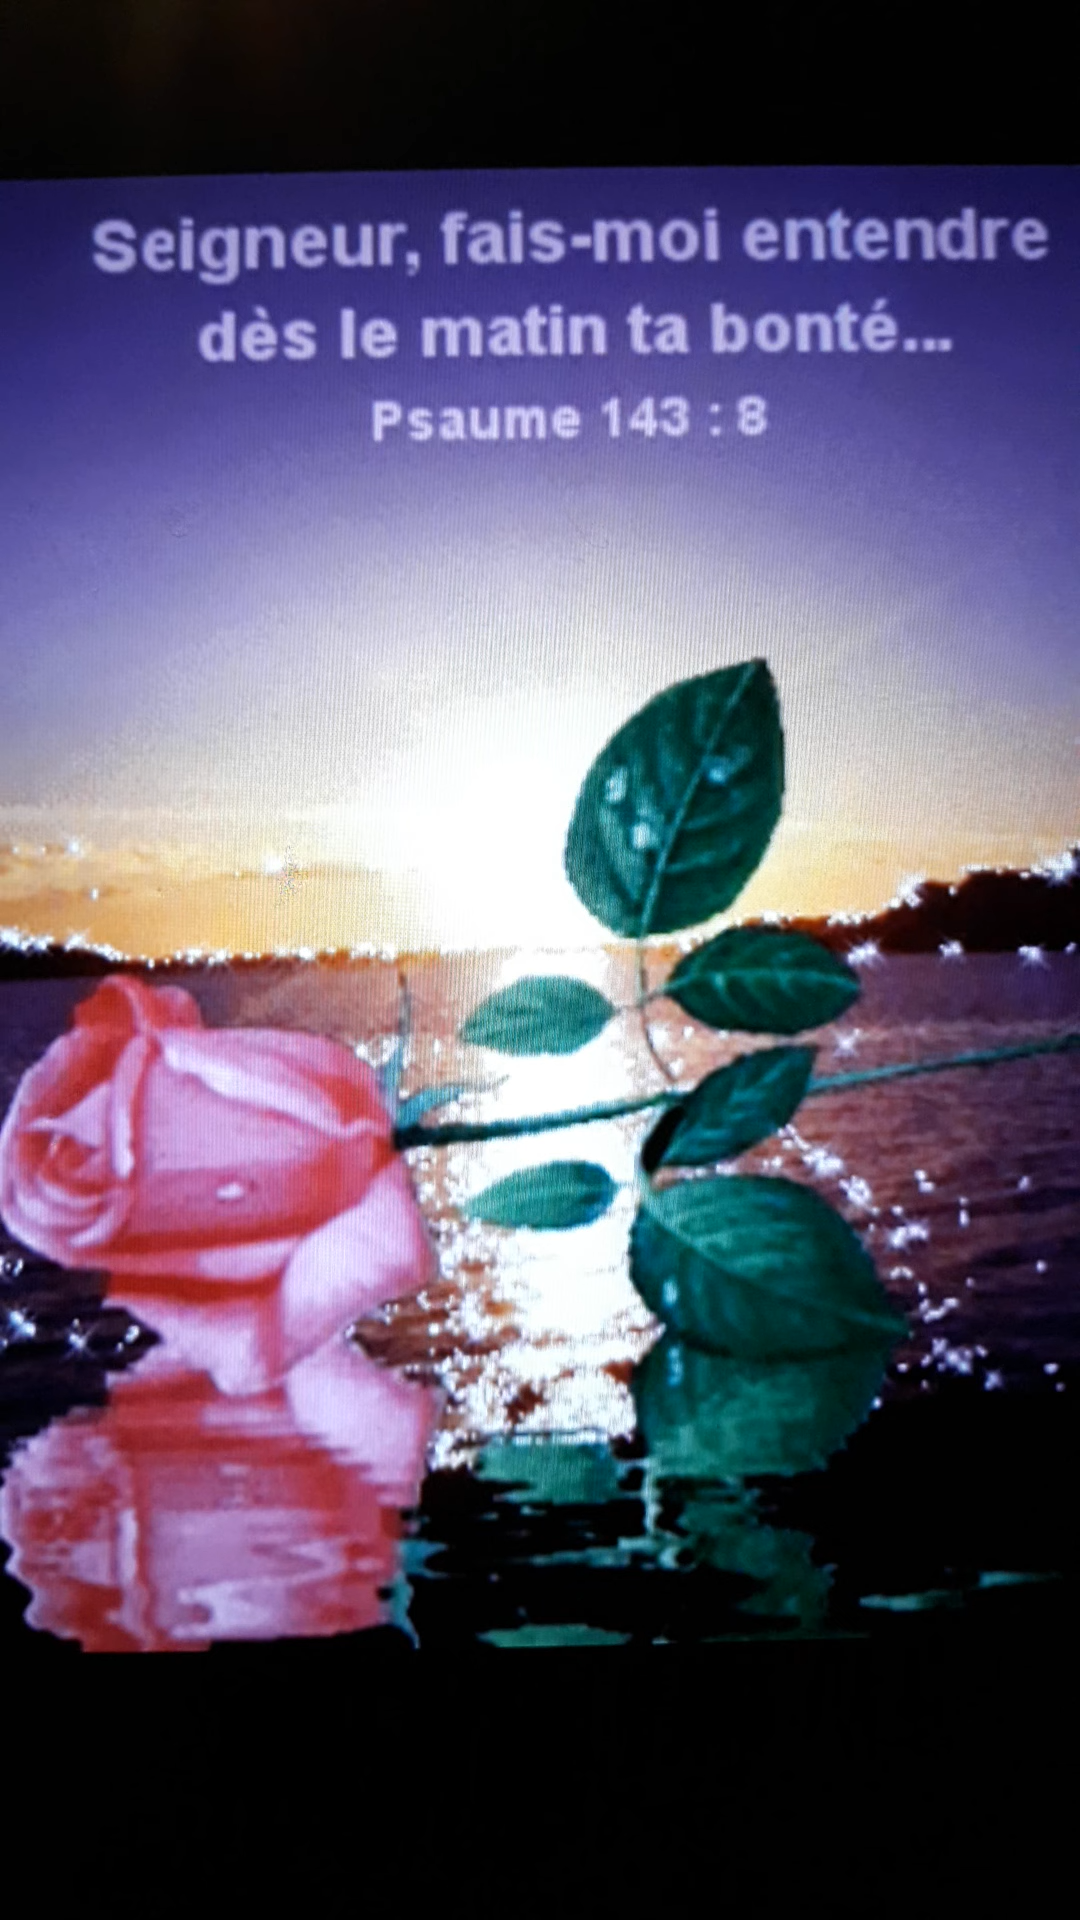 Seigneur, fais-moi entendre
dès le matin ta bonté...
Psaume 143 : 8